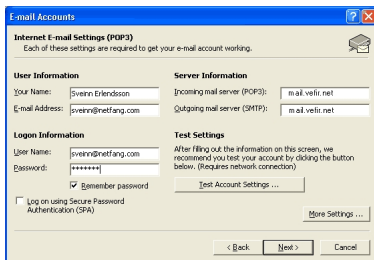 E-mail Accounts
Internet E-mail Settings (POP3)
Each of these settings are required to get your e-mail account working.
User Information
Your Name: Sveinn Erlendsson
E-mail Address: sveinn@netfang.com
Server Information
Incoming mail server (POP3): mail.vefir.net
Outgoing mail server (SMTP): mail.vefir.net
Logon Information
User Name: sveinn@netfang.com
Password: *******
Remember password
Log on using Secure Password
Authentication (SPA)
Test Settings
After filling out the information on this screen, we
recommend you test your account by clicking the button
below. (Requires network connection)
Test Account Settings ...
More Settings ...
< Back
Next >
Cancel